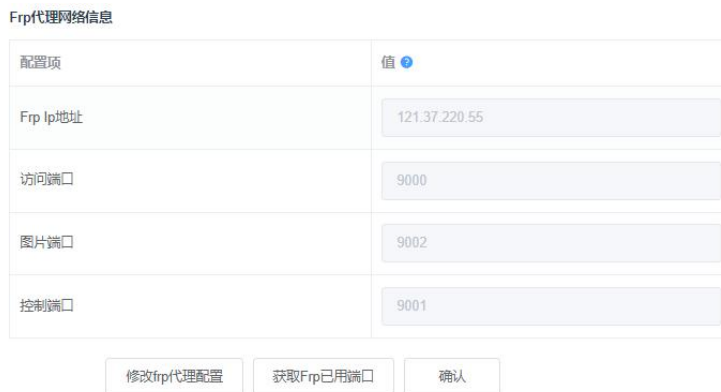 Frp代理网络信息
配置项 值 ?
Frp Ip地址 121.37.220.55
访问端口 9000
图片端口 9002
控制端口 9001
修改frp代理配置 获取Frp已用端口 确认